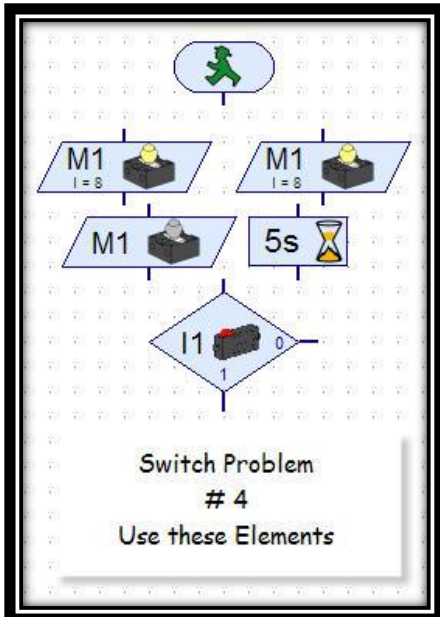 M1 M1
I = 8 I = 8
M1 5s
I1 0
1
Switch Problem
# 4
Use these Elements